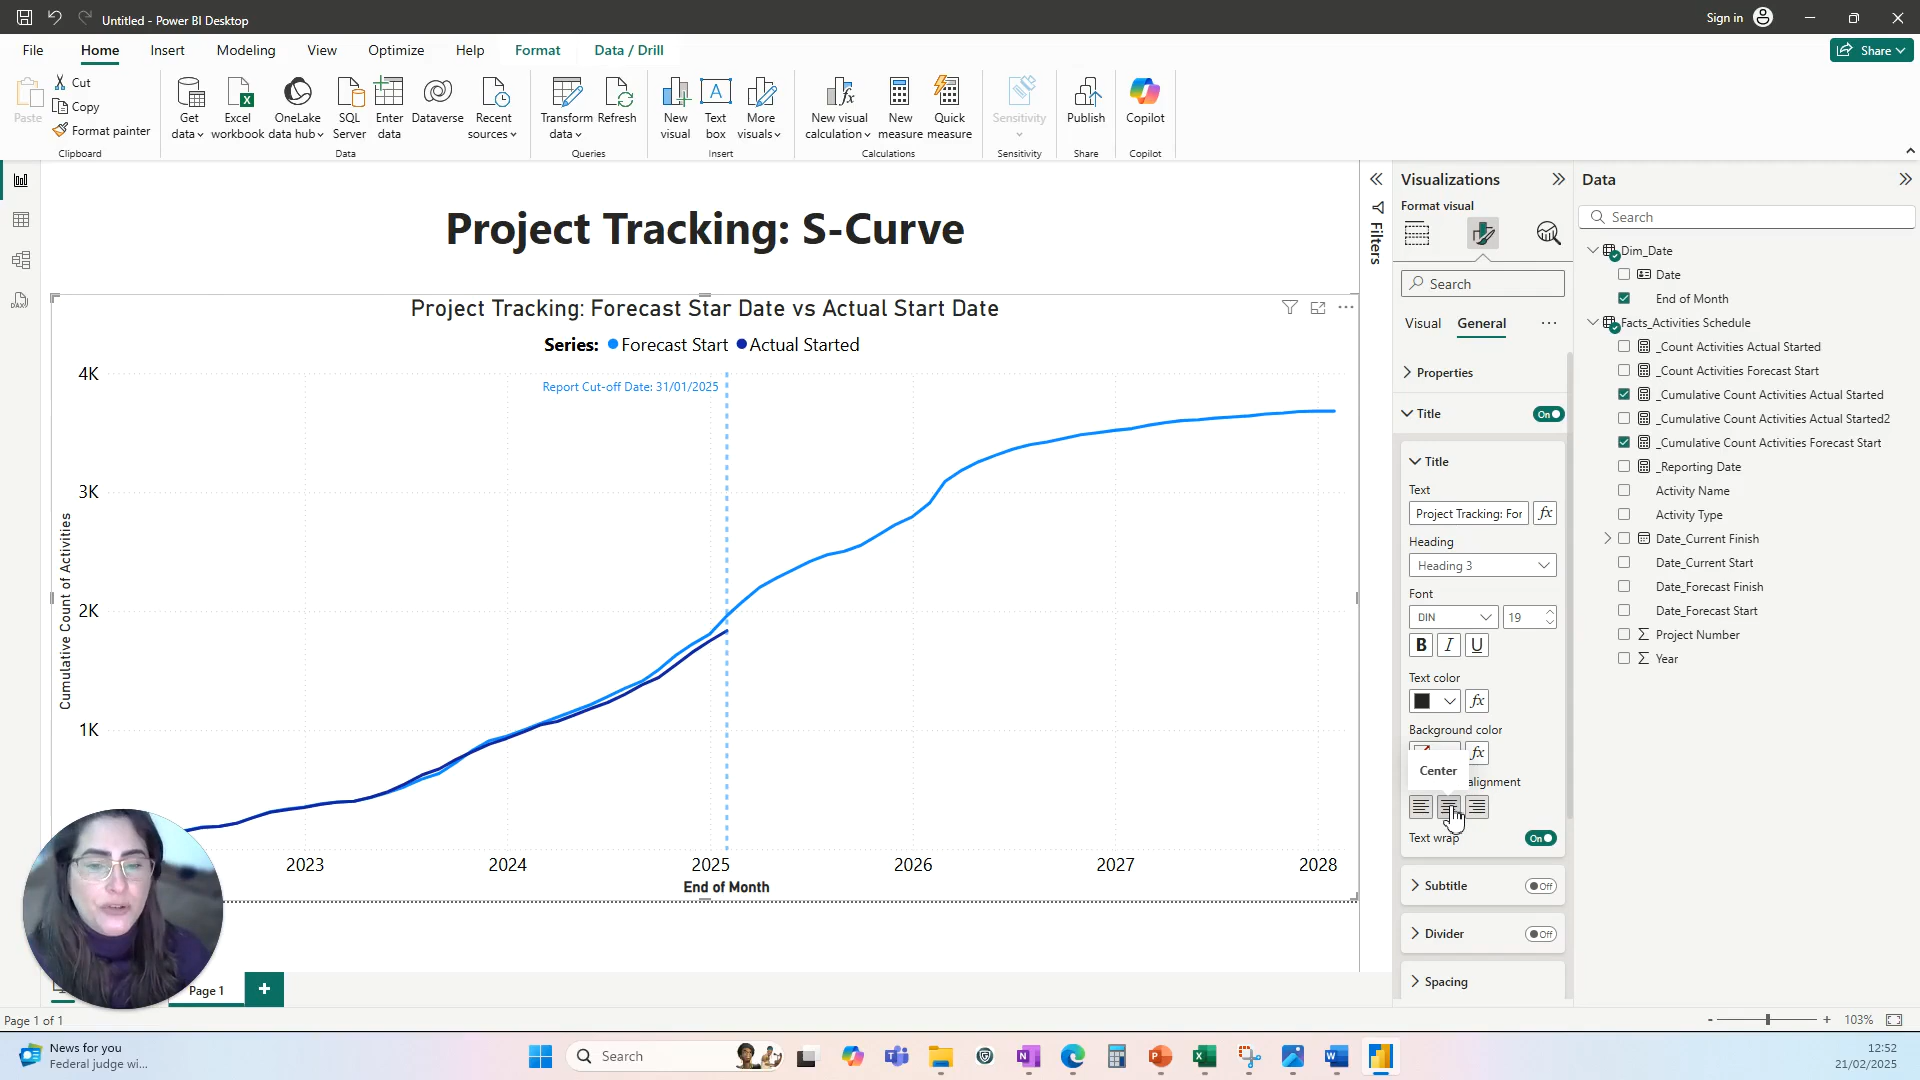 Untitled - Power BI Desktop
Sign in
File
Home
Insert
Modeling
View
Optimize
Help
Format
Data / Drill
Share
Paste
Cut
Copy
Format painter
Clipboard
Get data
Excel workbook
OneLake data hub
SQL Server
Enter data
Dataverse
Recent sources
Data
Transform data
Refresh
Queries
New visual
Text box
More visuals
Insert
New visual calculation
New measure
Quick measure
Calculations
Sensitivity
Sensitivity
Publish
Share
Copilot
Copilot
Project Tracking: S-Curve
Project Tracking: Forecast Star Date vs Actual Start Date
Series: Forecast Start Actual Started
Report Cut-off Date: 31/01/2025
4K
3K
2K
1K
Cumulative Count of Activities
2023
2024
2025
2026
2027
2028
End of Month
Filters
Visualizations
Format visual
Search
Visual
General
Properties
Title
On
Title
Text
Project Tracking: For
fx
Heading
Heading 3
Font
DIN
19
B
I
U
Text color
fx
Background color
fx
Center
alignment
Text wrap
On
Subtitle
Off
Divider
Off
Spacing
Data
Search
Dim_Date
Date
End of Month
Facts_Activities Schedule
_Count Activities Actual Started
_Count Activities Forecast Start
_Cumulative Count Activities Actual Started
_Cumulative Count Activities Actual Started2
_Cumulative Count Activities Forecast Start
_Reporting Date
Activity Name
Activity Type
Date_Current Finish
Date_Current Start
Date_Forecast Finish
Date_Forecast Start
Project Number
Year
Page 1
Page 1 of 1
103%
News for you
Federal judge wi...
Search
12:52
21/02/2025